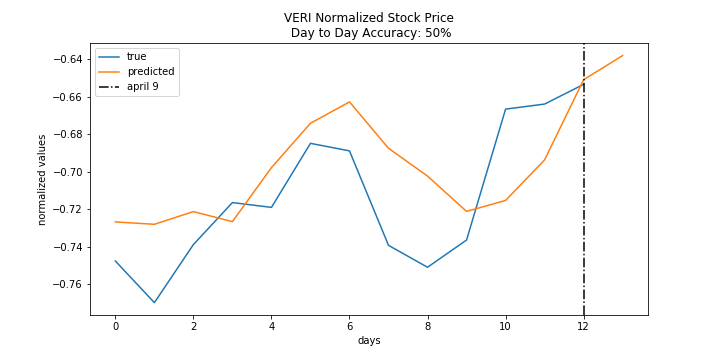 VERI Normalized Stock Price
Day to Day Accuracy: 50%
true
predicted
april 9
normalized values
−0.64
−0.66
−0.68
−0.70
−0.72
−0.74
−0.76
0 2 4 6 8 10 12
days